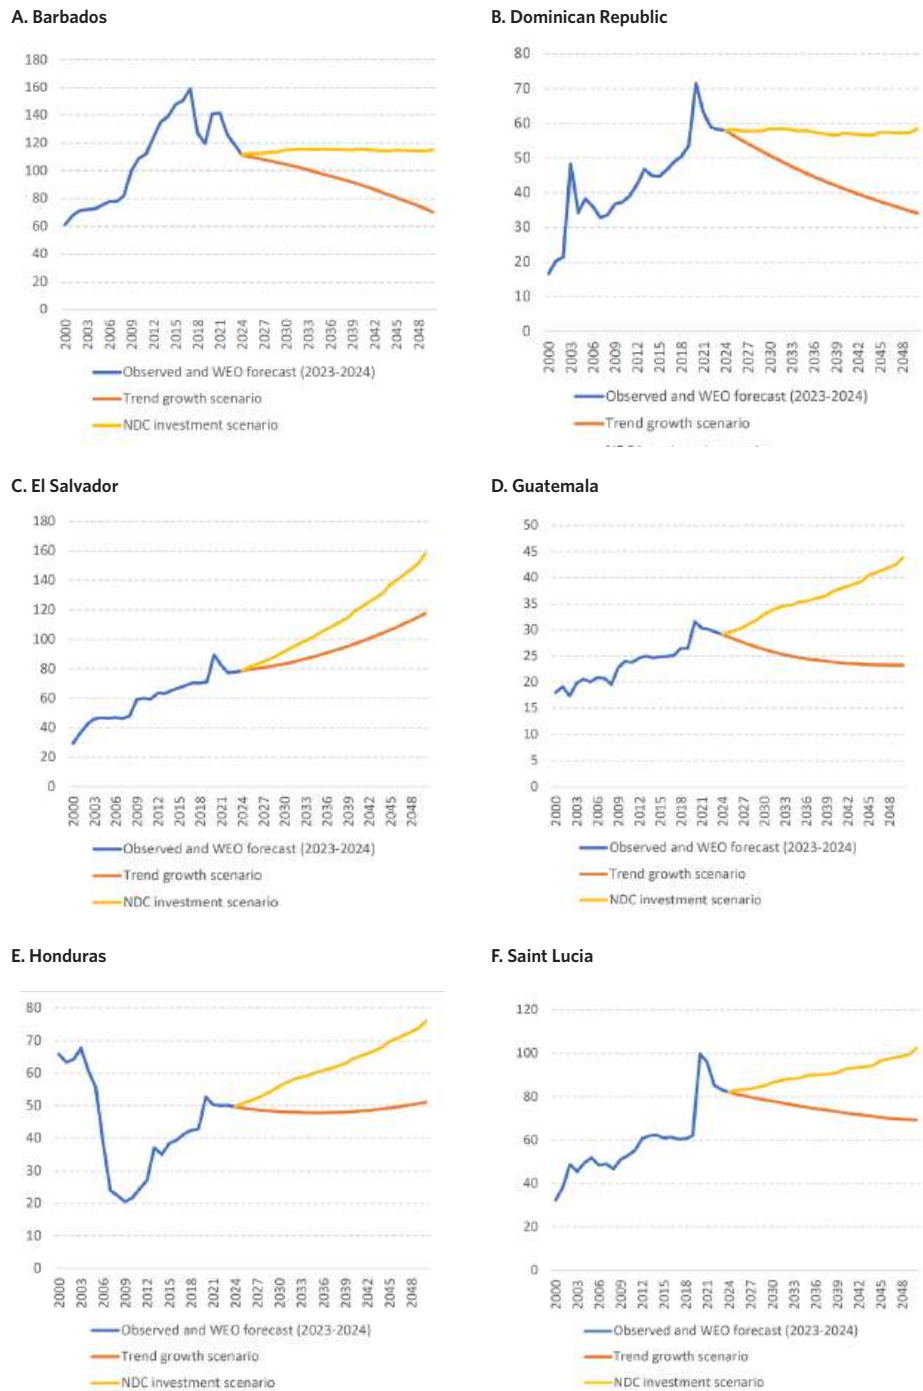 A. Barbados
180
160
140
120
100
80
60
40
20
0
2000 2003 2006 2009 2012 2015 2018 2021 2024 2027 2030 2033 2036 2039 2042 2045 2048
Observed and WEO forecast (2023-2024)
Trend growth scenario
NDC investment scenario
B. Dominican Republic
80
70
60
50
40
30
20
10
0
2000 2003 2006 2009 2012 2015 2018 2021 2024 2027 2030 2033 2036 2039 2042 2045 2048
Observed and WEO forecast (2023-2024)
Trend growth scenario
C. El Salvador
180
160
140
120
100
80
60
40
20
0
2000 2003 2006 2009 2012 2015 2018 2021 2024 2027 2030 2033 2036 2039 2042 2045 2048
Observed and WEO forecast (2023-2024)
Trend growth scenario
NDC investment scenario
D. Guatemala
50
45
40
35
30
25
20
15
10
5
0
2000 2003 2006 2009 2012 2015 2018 2021 2024 2027 2030 2033 2036 2039 2042 2045 2048
Observed and WEO forecast (2023-2024)
Trend growth scenario
NDC investment scenario
E. Honduras
80
70
60
50
40
30
20
10
0
2000 2003 2006 2009 2012 2015 2018 2021 2024 2027 2030 2033 2036 2039 2042 2045 2048
Observed and WEO forecast (2023-2024)
Trend growth scenario
NDC investment scenario
F. Saint Lucia
120
100
80
60
40
20
0
2000 2003 2006 2009 2012 2015 2018 2021 2024 2027 2030 2033 2036 2039 2042 2045 2048
Observed and WEO forecast (2023-2024)
Trend growth scenario
NDC investment scenario